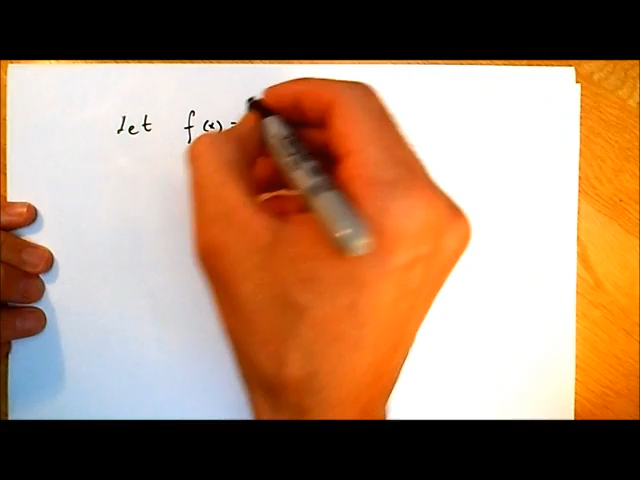 let f(x) =